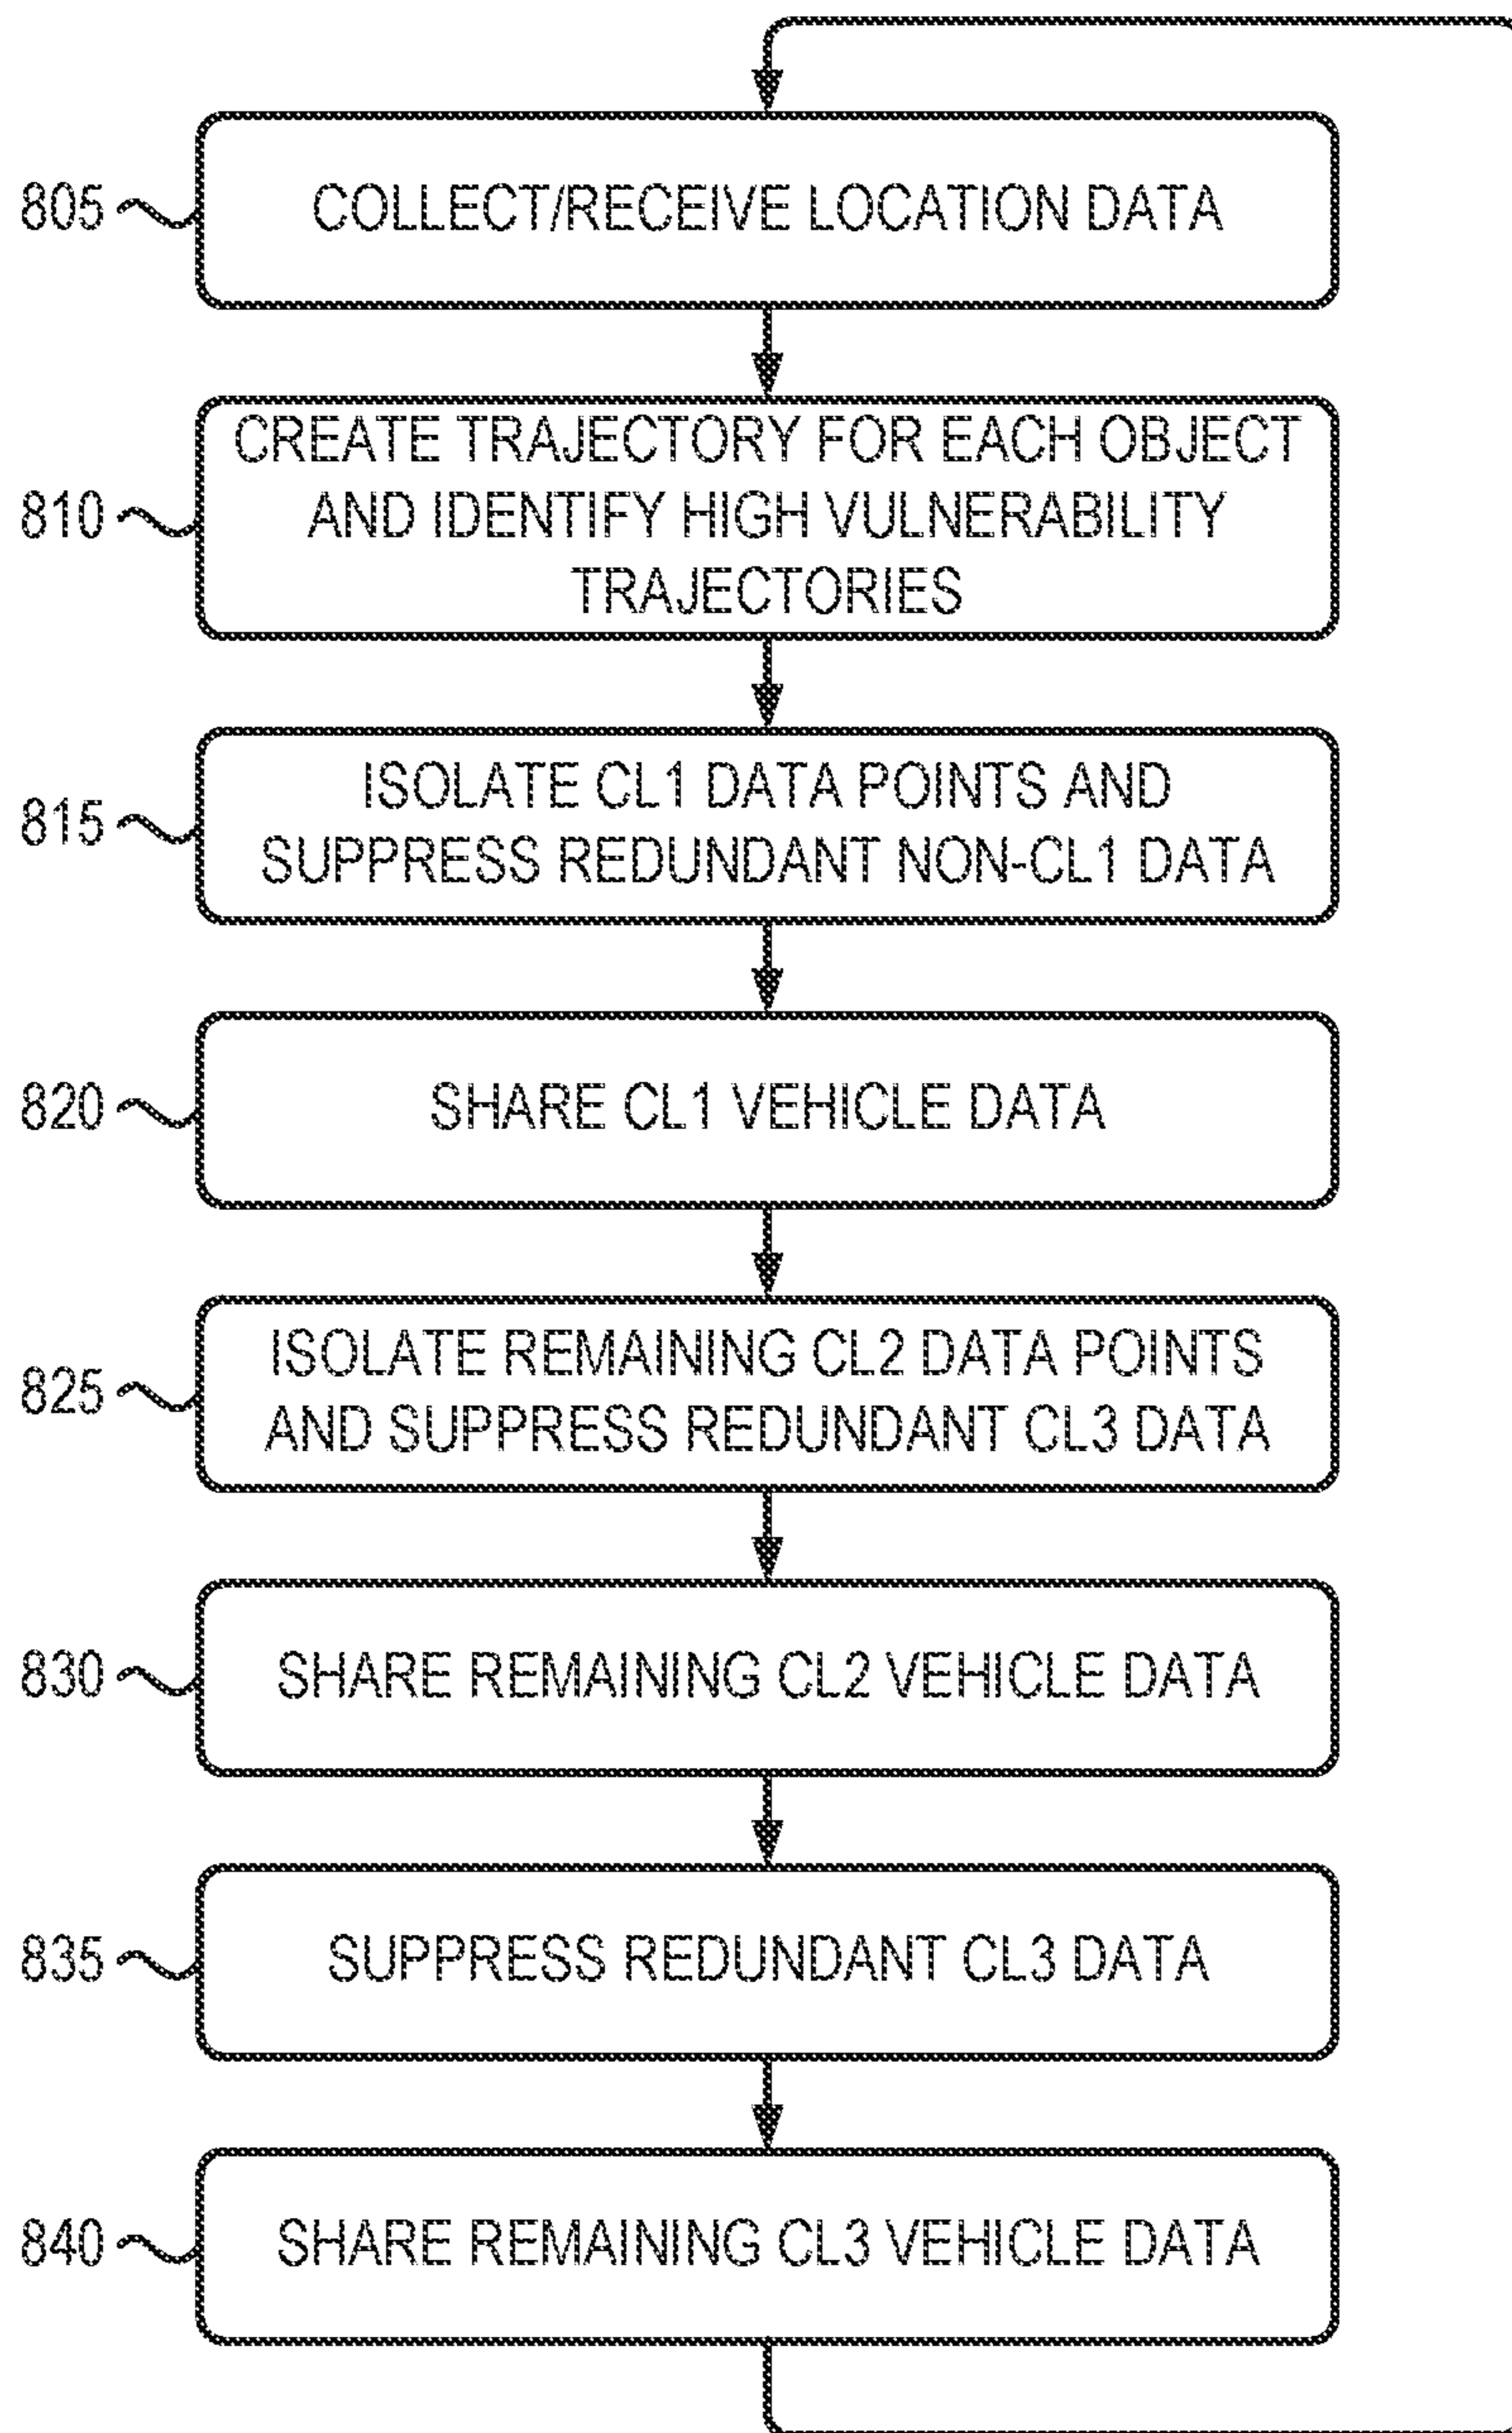 805
COLLECT/RECEIVE LOCATION DATA
810
CREATE TRAJECTORY FOR EACH OBJECT
AND IDENTIFY HIGH VULNERABILITY
TRAJECTORIES
815
ISOLATE CL1 DATA POINTS AND
SUPPRESS REDUNDANT NON-CL1 DATA
820
SHARE CL1 VEHICLE DATA
825
ISOLATE REMAINING CL2 DATA POINTS
AND SUPPRESS REDUNDANT CL3 DATA
830
SHARE REMAINING CL2 VEHICLE DATA
835
SUPPRESS REDUNDANT CL3 DATA
840
SHARE REMAINING CL3 VEHICLE DATA